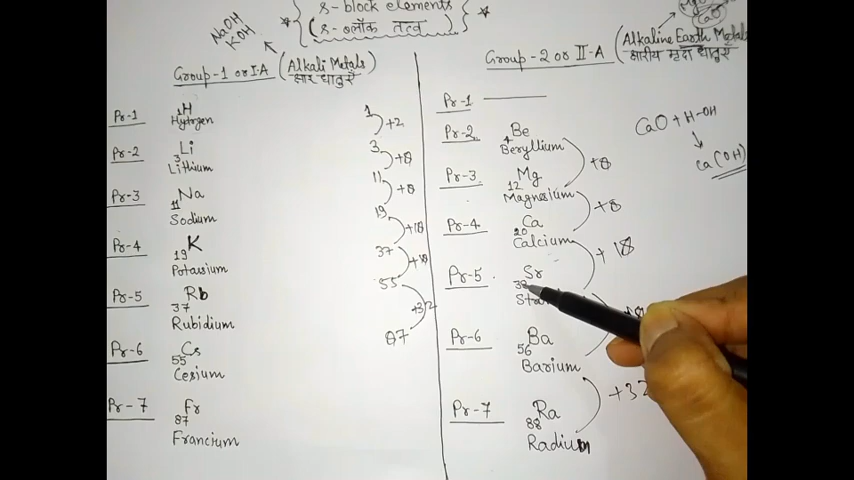 s-block elements
(s-ब्लॉक तत्व)
NaOH
KOH
CaO
Group-1 or I-A (Alkali Metals)
क्षार धातुएँ
Pr-1 1H
Hydrogen
Pr-2 3Li
Lithium
Pr-3 11Na
Sodium
Pr-4 19K
Potassium
Pr-5 37Rb
Rubidium
Pr-6 55Cs
Cesium
Pr-7 87Fr
Francium
1
+2
3
+8
11
+8
19
+18
37
+18
55
+32
87
Group-2 or II-A (Alkaline Earth Metals)
क्षारीय मृदा धातुएँ
Pr-1
Pr-2 4Be
Beryllium
+8
Pr-3 12Mg
Magnesium
+8
Pr-4 20Ca
Calcium
+18
Pr-5 38Sr
Pr-6 56Ba
Barium
+32
Pr-7 88Ra
Radium
CaO + H-OH
Ca(OH)